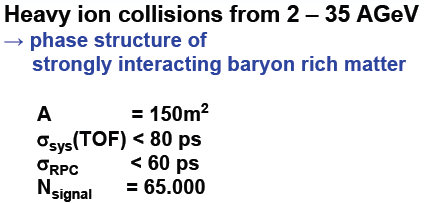 Heavy ion collisions from 2 – 35 AGeV
→ phase structure of
strongly interacting baryon rich matter
A = 150m²
σsys(TOF) < 80 ps
σRPC < 60 ps
Nsignal = 65.000